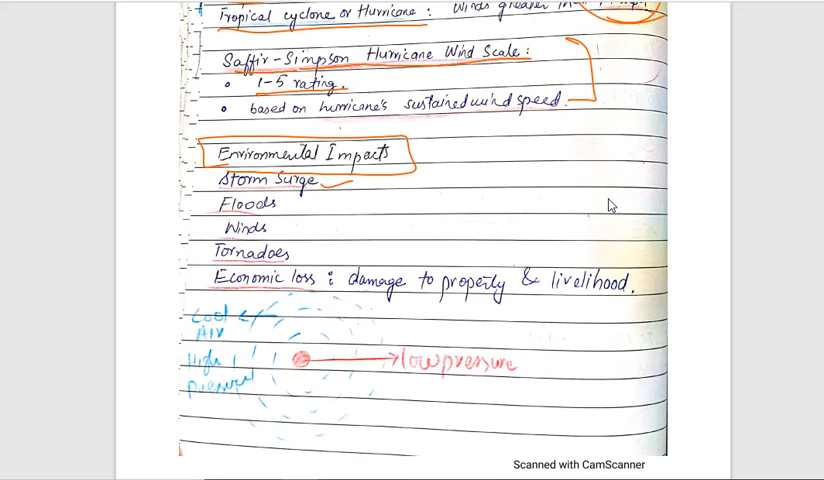 Tropical cyclone or Hurricane : Winds greater
Saffir-Simpson Hurricane Wind Scale :
• 1-5 rating.
• based on hurricane's sustained wind speed.
Environmental Impacts
Storm Surge
Floods
Winds
Tornadoes
Economic loss : damage to property & livelihood.
Cool
Air
High
Pressure
low pressure
Scanned with CamScanner